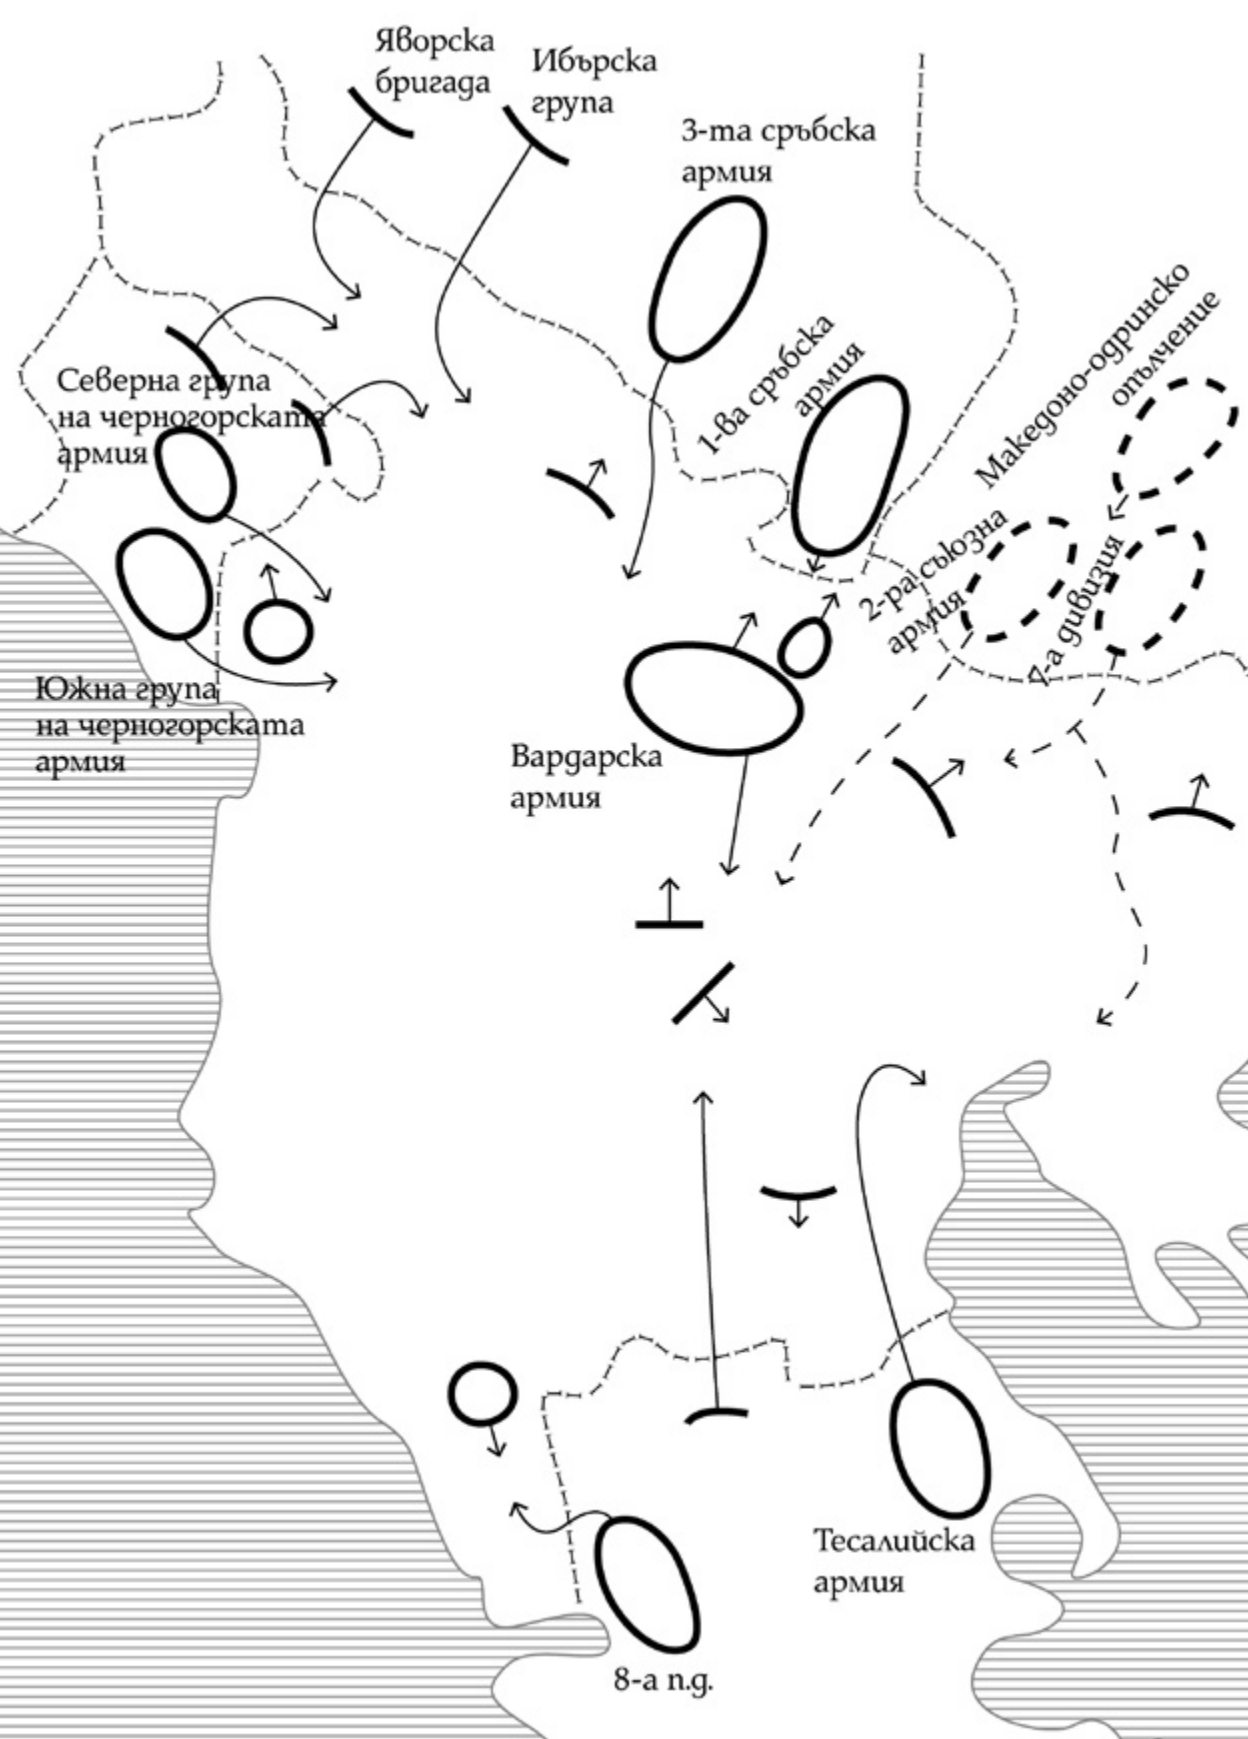 Яворска
бригада
Ибърска
група
3-та сръбска
армия
1-ва сръбска
армия
Македоно-одринско
опълчение
Северна група
на черногорската
армия
2-ра съюзна
армия
7-а дивизия
Южна група
на черногорската
армия
Вардарска
армия
Тесалийска
армия
8-а п.д.